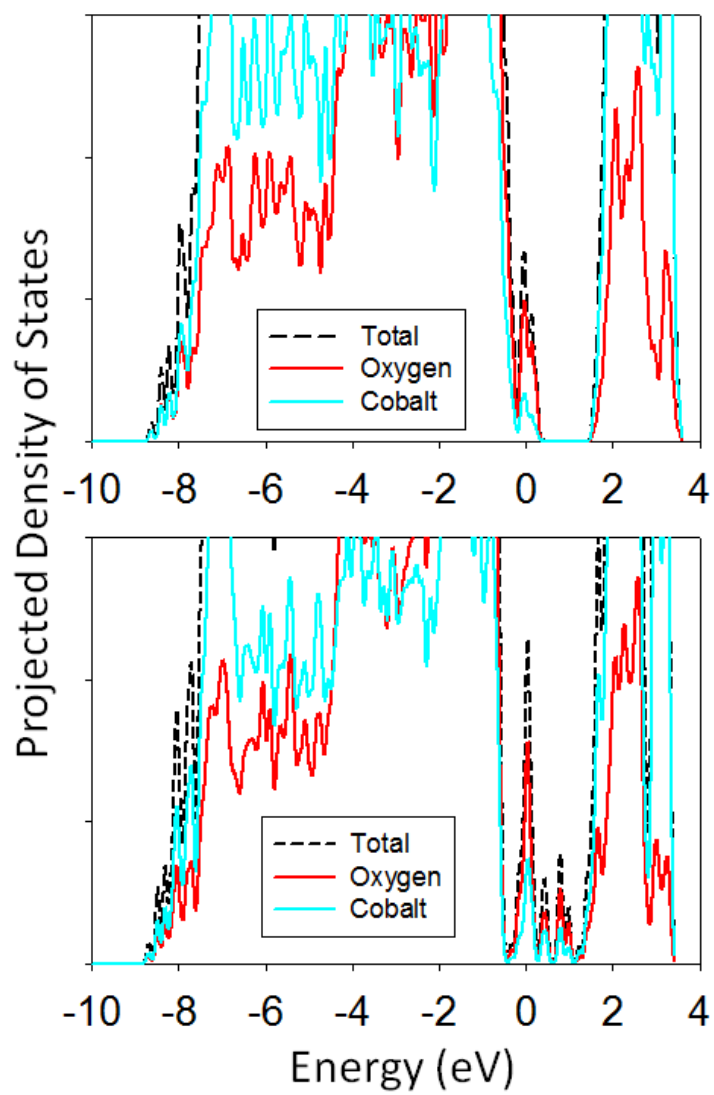 Projected Density of States
Total
Oxygen
Cobalt
-10 -8 -6 -4 -2 0 2 4
Total
Oxygen
Cobalt
-10 -8 -6 -4 -2 0 2 4
Energy (eV)